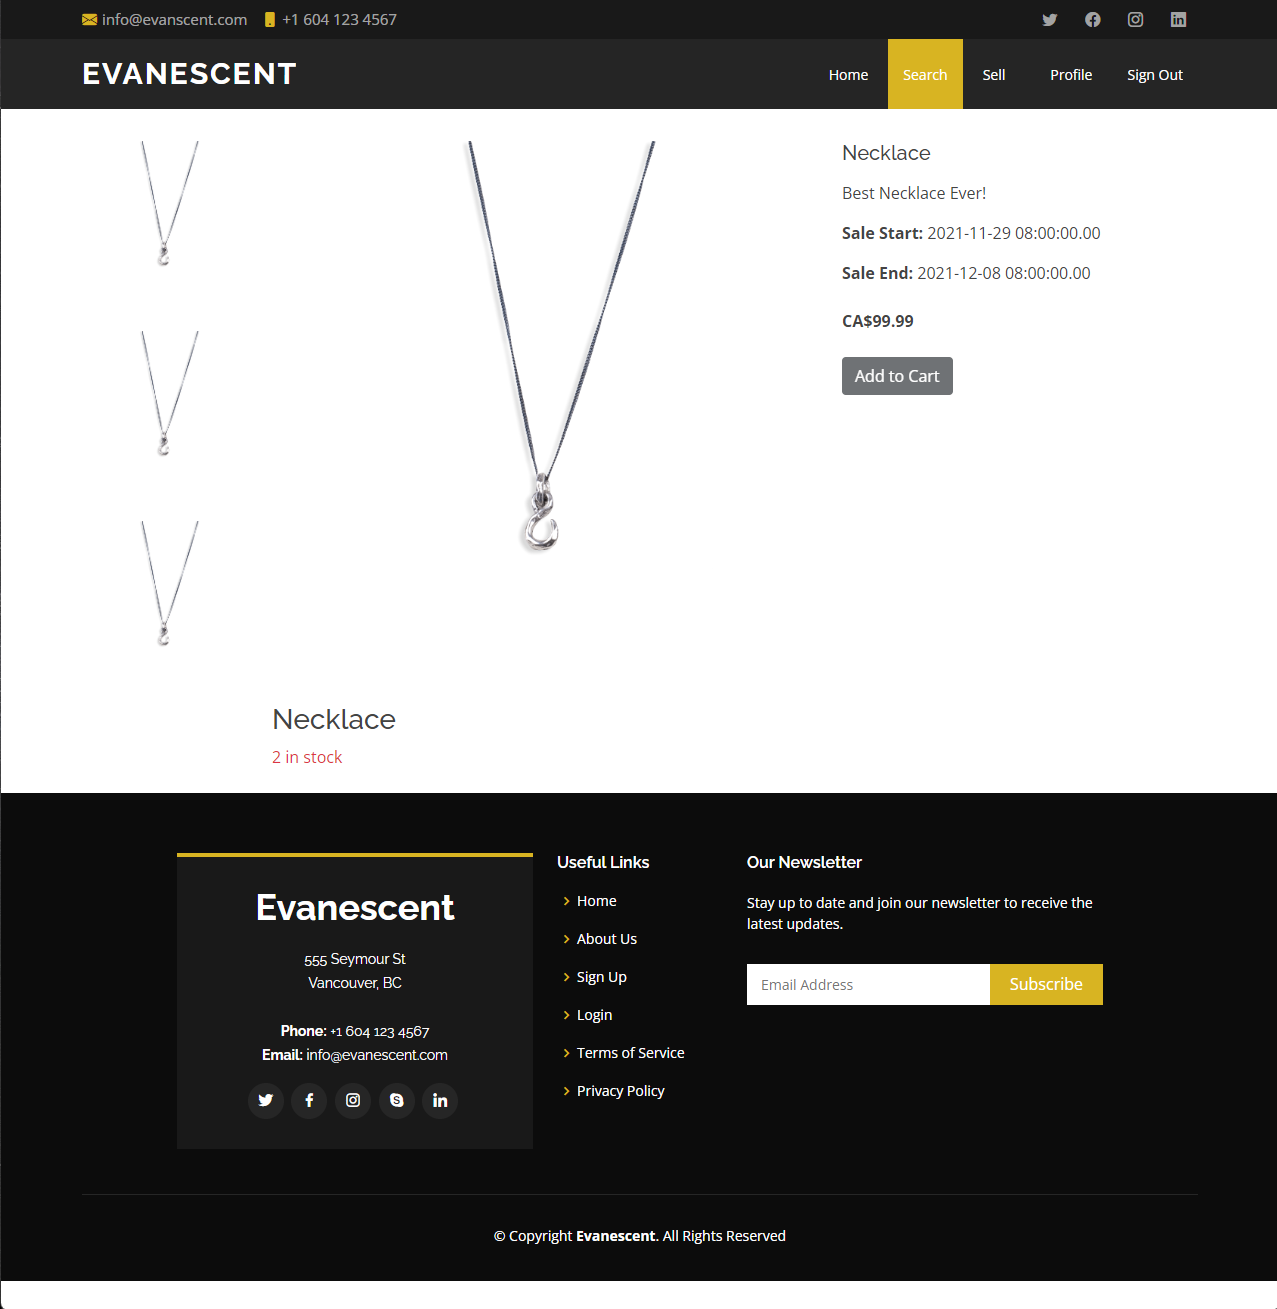 info@evanscent.com +1 604 123 4567
EVANESCENT
Home Search Sell Profile Sign Out
Necklace
Best Necklace Ever!
Sale Start: 2021-11-29 08:00:00.00
Sale End: 2021-12-08 08:00:00.00
CA$99.99
Add to Cart
Necklace
2 in stock
Evanescent
555 Seymour St
Vancouver, BC
Phone: +1 604 123 4567
Email: info@evanescent.com
Useful Links
Home
About Us
Sign Up
Login
Terms of Service
Privacy Policy
Our Newsletter
Stay up to date and join our newsletter to receive the
latest updates.
Email Address Subscribe
© Copyright Evanescent. All Rights Reserved